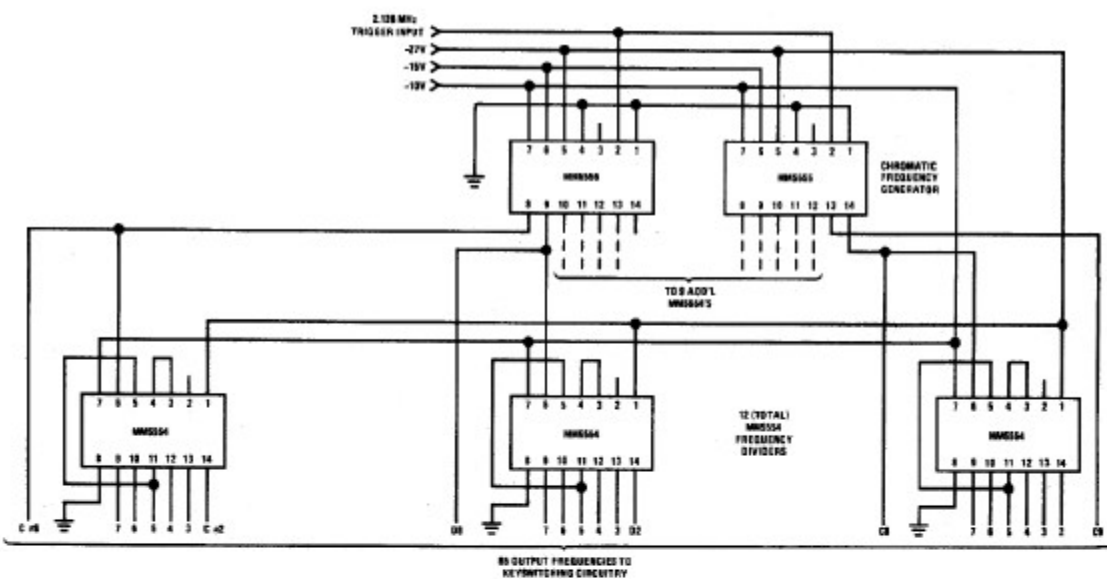 2.126 MHz
TRIGGER INPUT
-27V
-15V
-10V
7 6 5 4 3 2 1
MM5556
8 9 10 11 12 13 14
7 6 5 4 3 2 1
MM5555
8 9 10 11 12 13 14
CHROMATIC
FREQUENCY
GENERATOR
TO 9 ADD'L
MM5554'S
7 6 5 4 3 2 1
MM5554
8 9 10 11 12 13 14
7 6 5 4 3 2 1
MM5554
8 9 10 11 12 13 14
12 (TOTAL)
MM5554
FREQUENCY
DIVIDERS
7 6 5 4 3 2 1
MM5554
8 9 10 11 12 13 14
7 6 5 4 3 C #2
D8 7 6 5 4 3 D2
C8 7 6 5 4 3 2 C9
85 OUTPUT FREQUENCIES TO
KEYSWITCHING CIRCUITRY